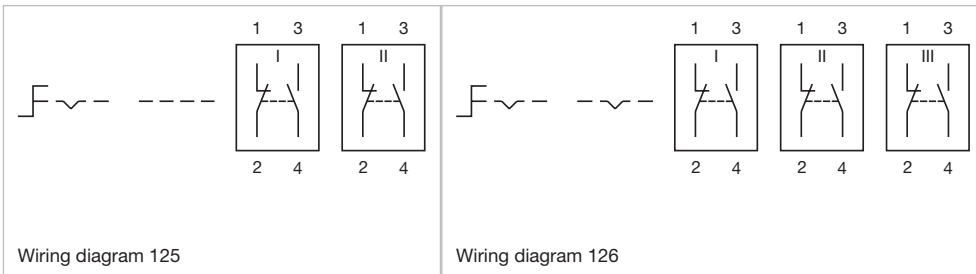 1 3 1 3
I II
2 4 2 4
Wiring diagram 125
1 3 1 3 1 3
I II III
2 4 2 4 2 4
Wiring diagram 126